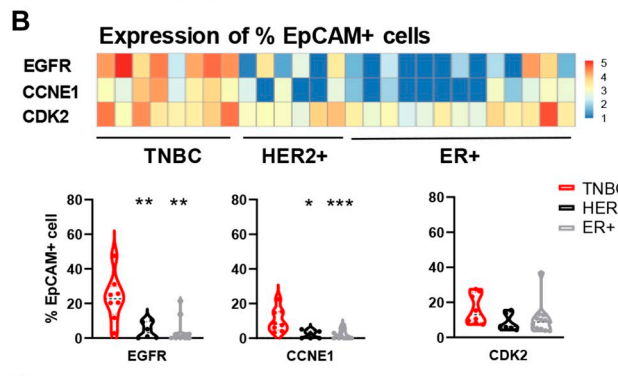 B
Expression of % EpCAM+ cells
EGFR
CCNE1
CDK2
5
4
3
2
1
TNBC HER2+ ER+
% EpCAM+ cell
80
60
40
20
0
** **
EGFR
80
60
40
20
0
* ***
CCNE1
80
60
40
20
0
CDK2
TNBC
HER
ER+